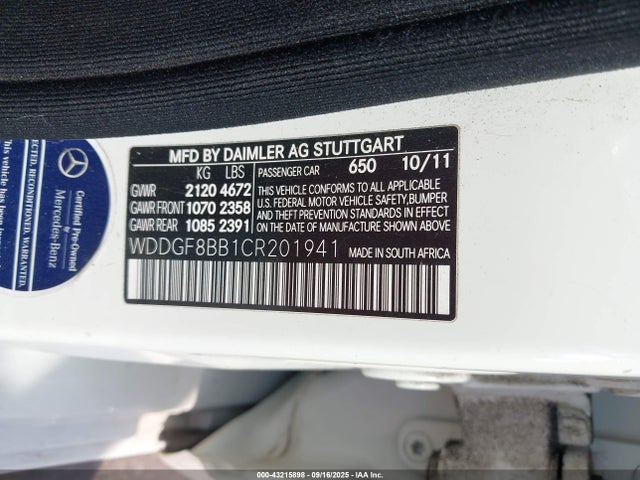 MFD BY DAIMLER AG STUTTGART
KG LBS PASSENGER CAR 650 10/11
GVWR 2120 4672
GAWR FRONT 1070 2358
GAWR REAR 1085 2391
THIS VEHICLE CONFORMS TO ALL APPLICABLE
U.S. FEDERAL MOTOR VEHICLE SAFETY, BUMPER
AND THEFT PREVENTION STANDARDS IN EFFECT
ON THE DATE OF MANUFACTURE SHOWN ABOVE.
WDDGF8BB1CR201941 MADE IN SOUTH AFRICA
Certified Pre-Owned
Mercedes-Benz
RECONDITIONED. WARRANTED.
000-43215898 - 09/16/2025 - IAA Inc.